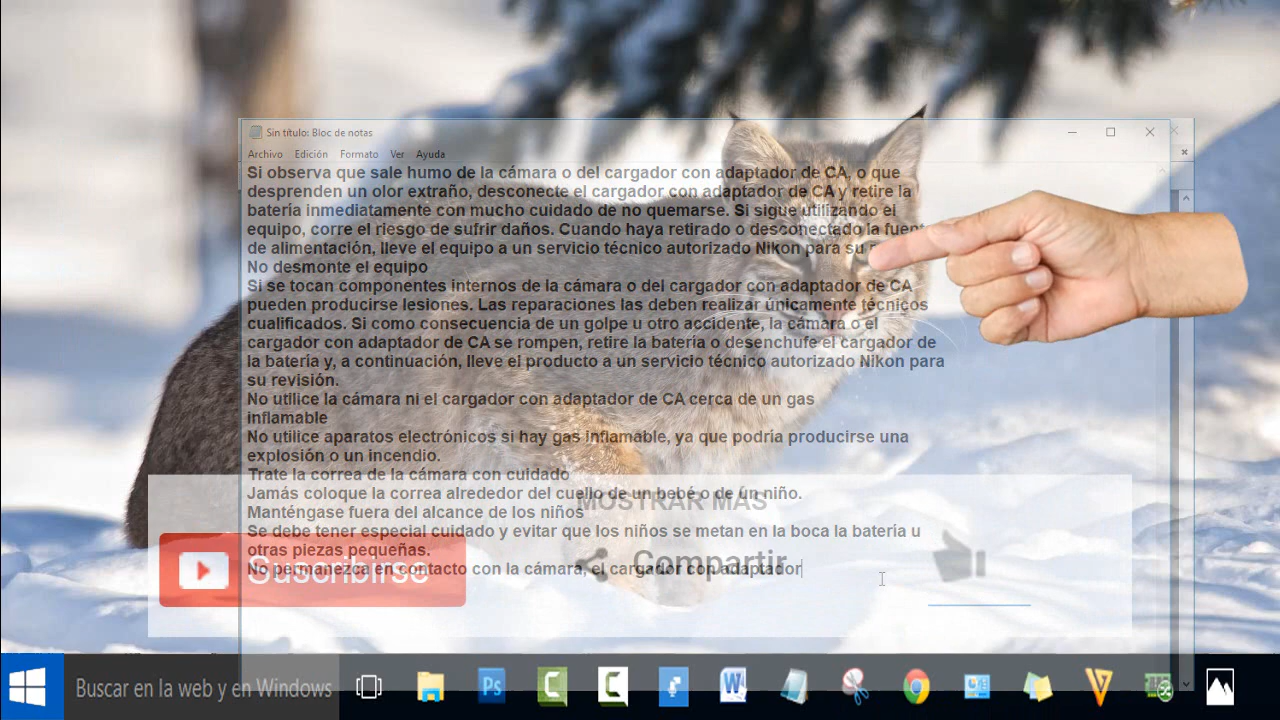 Sin título: Bloc de notas
Archivo Edición Formato Ver Ayuda
Si observa que sale humo de la cámara o del cargador con adaptador de CA, o que
desprenden un olor extraño, desconecte el cargador con adaptador de CA y retire la
batería inmediatamente con mucho cuidado de no quemarse. Si sigue utilizando el
equipo, corre el riesgo de sufrir daños. Cuando haya retirado o desconectado la fuent
de alimentación, lleve el equipo a un servicio técnico autorizado Nikon para su
No desmonte el equipo
Si se tocan componentes internos de la cámara o del cargador con adaptador de CA
pueden producirse lesiones. Las reparaciones las deben realizar únicamente técnicos
cualificados. Si como consecuencia de un golpe u otro accidente, la cámara o el
cargador con adaptador de CA se rompen, retire la batería o desenchufe el cargador de
la batería y, a continuación, lleve el producto a un servicio técnico autorizado Nikon para
su revisión.
No utilice la cámara ni el cargador con adaptador de CA cerca de un gas
inflamable
No utilice aparatos electrónicos si hay gas inflamable, ya que podría producirse una
explosión o un incendio.
Trate la correa de la cámara con cuidado
Jamás coloque la correa alrededor del cuello de un bebé o de un niño.
MOSTRAR MÁS
Manténgase fuera del alcance de los niños
Se debe tener especial cuidado y evitar que los niños se metan en la boca la batería u
otras piezas pequeñas.
No permanezca en contacto con la cámara, el cargador con adaptador
Suscribirse
Compartir
Buscar en la web y en Windows
Ps